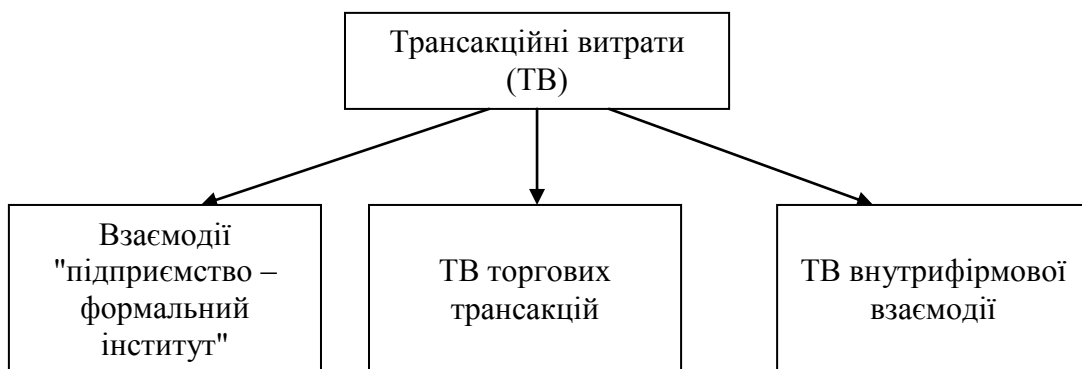 Трансакційні витрати
(ТВ)
Взаємодії
"підприємство –
формальний
інститут"
ТВ торгових
трансакцій
ТВ внутрифірмової
взаємодії